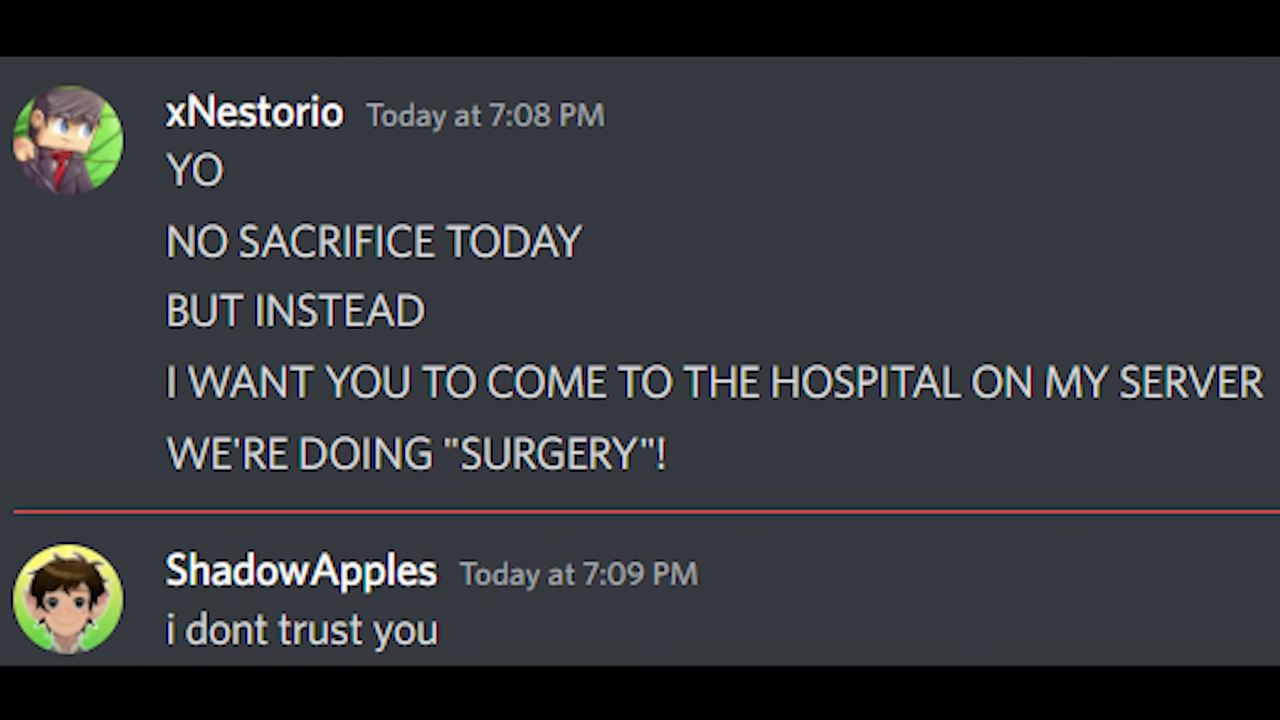 xNestorio Today at 7:08 PM
YO
NO SACRIFICE TODAY
BUT INSTEAD
I WANT YOU TO COME TO THE HOSPITAL ON MY SERVER
WE'RE DOING "SURGERY"!
ShadowApples Today at 7:09 PM
i dont trust you